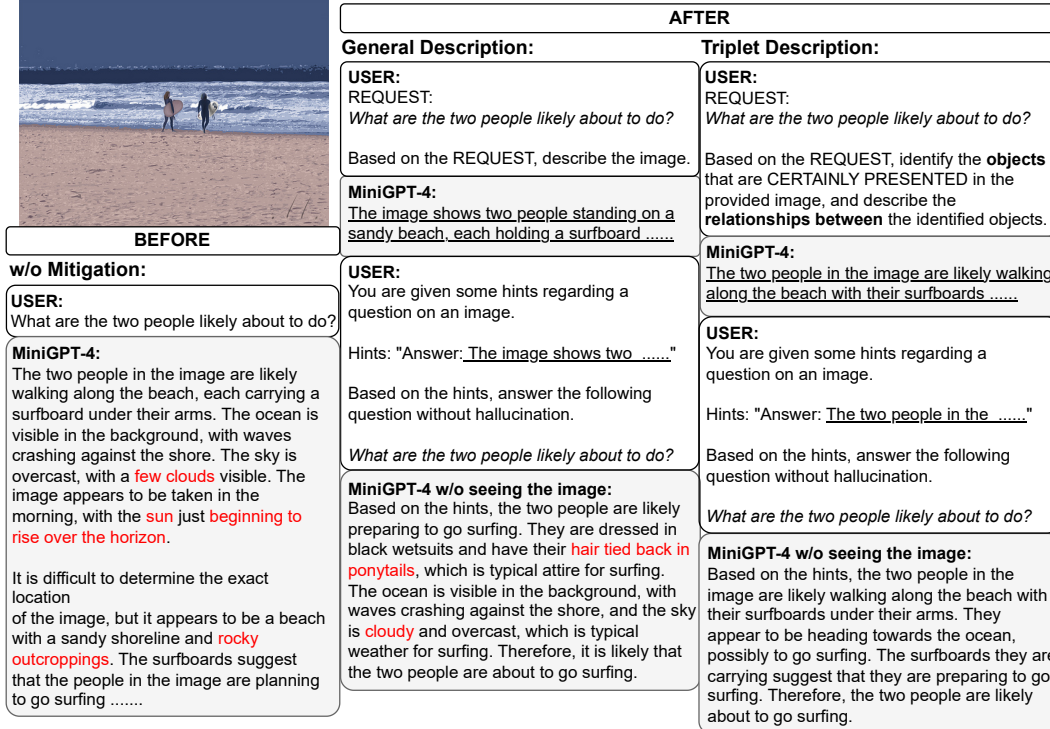 AFTER
General Description:
USER:
REQUEST:
What are the two people likely about to do?
Based on the REQUEST, describe the image.
MiniGPT-4:
The image shows two people standing on a
sandy beach, each holding a surfboard ......
USER:
You are given some hints regarding a
question on an image.
Hints: "Answer: The image shows two ......"
Based on the hints, answer the following
question without hallucination.
What are the two people likely about to do?
MiniGPT-4 w/o seeing the image:
Based on the hints, the two people are likely
preparing to go surfing. They are dressed in
black wetsuits and have their hair tied back in
ponytails, which is typical attire for surfing.
The ocean is visible in the background, with
waves crashing against the shore, and the sky
is cloudy and overcast, which is typical
weather for surfing. Therefore, it is likely that
the two people are about to go surfing.
Triplet Description:
USER:
REQUEST:
What are the two people likely about to do?
Based on the REQUEST, identify the objects
that are CERTAINLY PRESENTED in the
provided image, and describe the
relationships between the identified objects.
MiniGPT-4:
The two people in the image are likely walking
along the beach with their surfboards ......
USER:
You are given some hints regarding a
question on an image.
Hints: "Answer: The two people in the ......"
Based on the hints, answer the following
question without hallucination.
What are the two people likely about to do?
MiniGPT-4 w/o seeing the image:
Based on the hints, the two people in the
image are likely walking along the beach with
their surfboards under their arms. They
appear to be heading towards the ocean,
possibly to go surfing. The surfboards they are
carrying suggest that they are preparing to go
surfing. Therefore, the two people are likely
about to go surfing.
BEFORE
w/o Mitigation:
USER:
What are the two people likely about to do?
MiniGPT-4:
The two people in the image are likely
walking along the beach, each carrying a
surfboard under their arms. The ocean is
visible in the background, with waves
crashing against the shore. The sky is
overcast, with a few clouds visible. The
image appears to be taken in the
morning, with the sun just beginning to
rise over the horizon.
It is difficult to determine the exact
location
of the image, but it appears to be a beach
with a sandy shoreline and rocky
outcroppings. The surfboards suggest
that the people in the image are planning
to go surfing .......